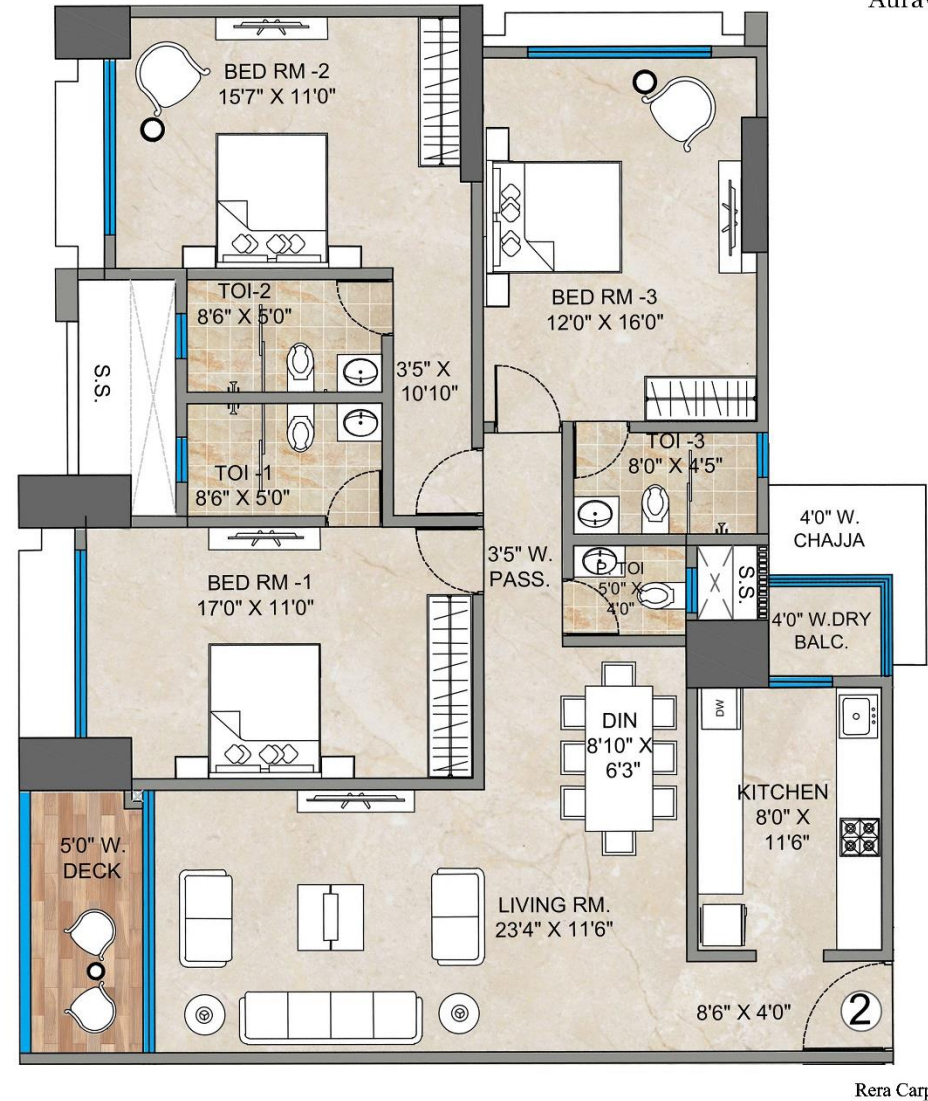 BED RM -2
15'7" X 11'0"
BED RM -3
12'0" X 16'0"
TOI-2
8'6" X 5'0"
3'5" X
10'10"
S.S.
TOI -1
8'6" X 5'0"
TOI -3
8'0" X 4'5"
4'0" W.
CHAJJA
3'5" W.
PASS.
P. TOI
5'0" X
4'0"
S.S.
BED RM -1
17'0" X 11'0"
4'0" W.DRY
BALC.
DW
DIN
8'10" X
6'3"
KITCHEN
8'0" X
11'6"
5'0" W.
DECK
LIVING RM.
23'4" X 11'6"
8'6" X 4'0"
2
Rera